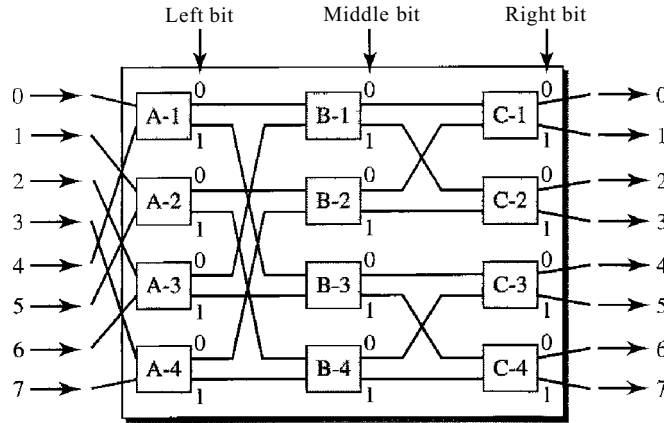 Left bit Middle bit Right bit
0 0 0 0 0
A-1 B-1 C-1
1 1 1 1 1
2 0 0 0 2
A-2 B-2 C-2
3 1 1 1 3
4 0 0 0 4
A-3 B-3 C-3
5 1 1 1 5
6 0 0 0 6
A-4 B-4 C-4
7 1 1 1 7